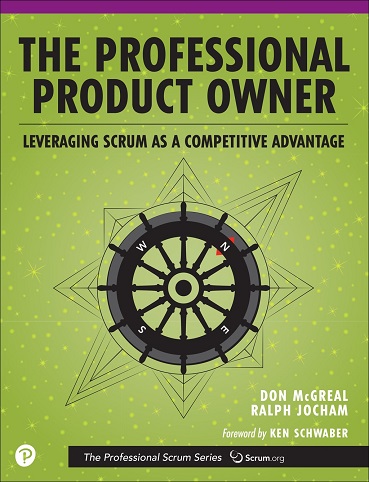 THE PROFESSIONAL
PRODUCT OWNER
LEVERAGING SCRUM AS A COMPETITIVE ADVANTAGE
W
N
S
E
DON McGREAL
RALPH JOCHAM
Foreword by KEN SCHWABER
P
The Professional Scrum Series
Scrum.org